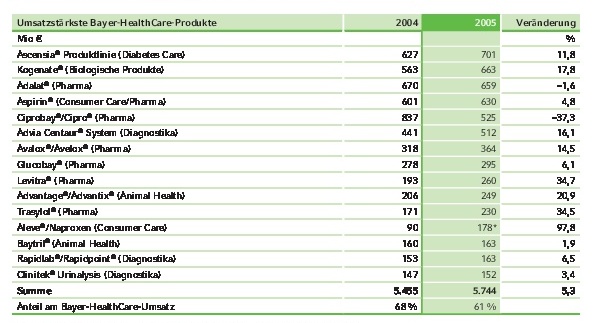 Umsatzstärkste Bayer-HealthCare-Produkte 2004 2005 Veränderung
Mio € %
Ascensia® Produktlinie (Diabetes Care) 627 701 11,8
Kogenate® (Biologische Produkte) 563 663 17,8
Adalat® (Pharma) 670 659 –1,6
Aspirin® (Consumer Care/Pharma) 601 630 4,8
Ciprobay®/Cipro® (Pharma) 837 525 –37,3
Advia Centaur® System (Diagnostika) 441 512 16,1
Avalox®/Avelox® (Pharma) 318 364 14,5
Glucobay® (Pharma) 278 295 6,1
Levitra® (Pharma) 193 260 34,7
Advantage®/Advantix® (Animal Health) 206 249 20,9
Trasylol® (Pharma) 171 230 34,5
Aleve®/Naproxen (Consumer Care) 90 178* 97,8
Baytril® (Animal Health) 160 163 1,9
Rapidlab®/Rapidpoint® (Diagnostika) 153 163 6,5
Clinitek® Urinalysis (Diagnostika) 147 152 3,4
Summe 5.455 5.744 5,3
Anteil am Bayer-HealthCare-Umsatz 68 % 61 %